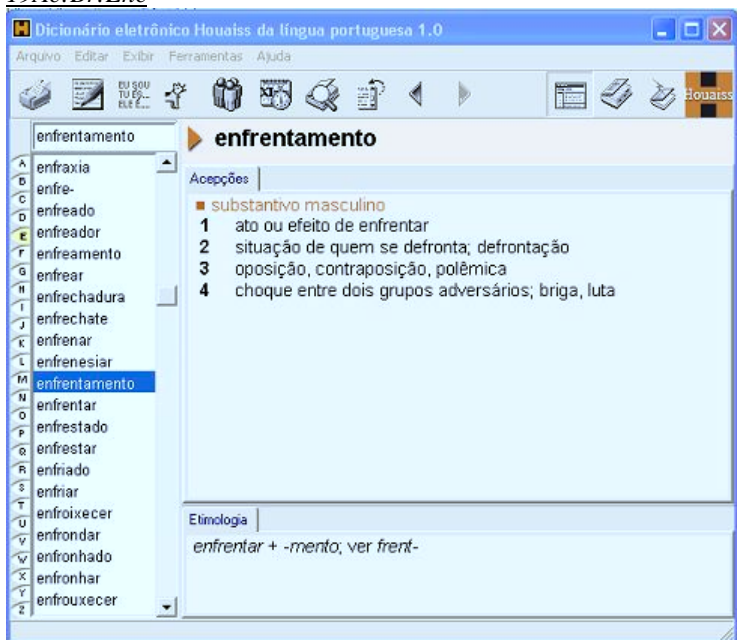 Dicionário eletrônico Houaiss da língua portuguesa 1.0
Arquivo Editar Exibir Ferramentas Ajuda
EU SOU
TU ÉS...
ELE É...
Houaiss
enfrentamento
enfrentamento
A
B
C
D
E
F
G
H
I
J
K
L
M
N
O
P
Q
R
S
T
U
V
W
X
Y
Z
enfraxia
enfre-
enfreado
enfreador
enfreamento
enfrear
enfrechadura
enfrechate
enfrenar
enfrenesiar
enfrentamento
enfrentar
enfrestado
enfrestar
enfriado
enfriar
enfroixecer
enfrondar
enfronhado
enfronhar
enfrouxecer
Acepções
substantivo masculino
1 ato ou efeito de enfrentar
2 situação de quem se defronta; defrontação
3 oposição, contraposição, polêmica
4 choque entre dois grupos adversários; briga, luta
Etimologia
enfrentar + -mento; ver frent-